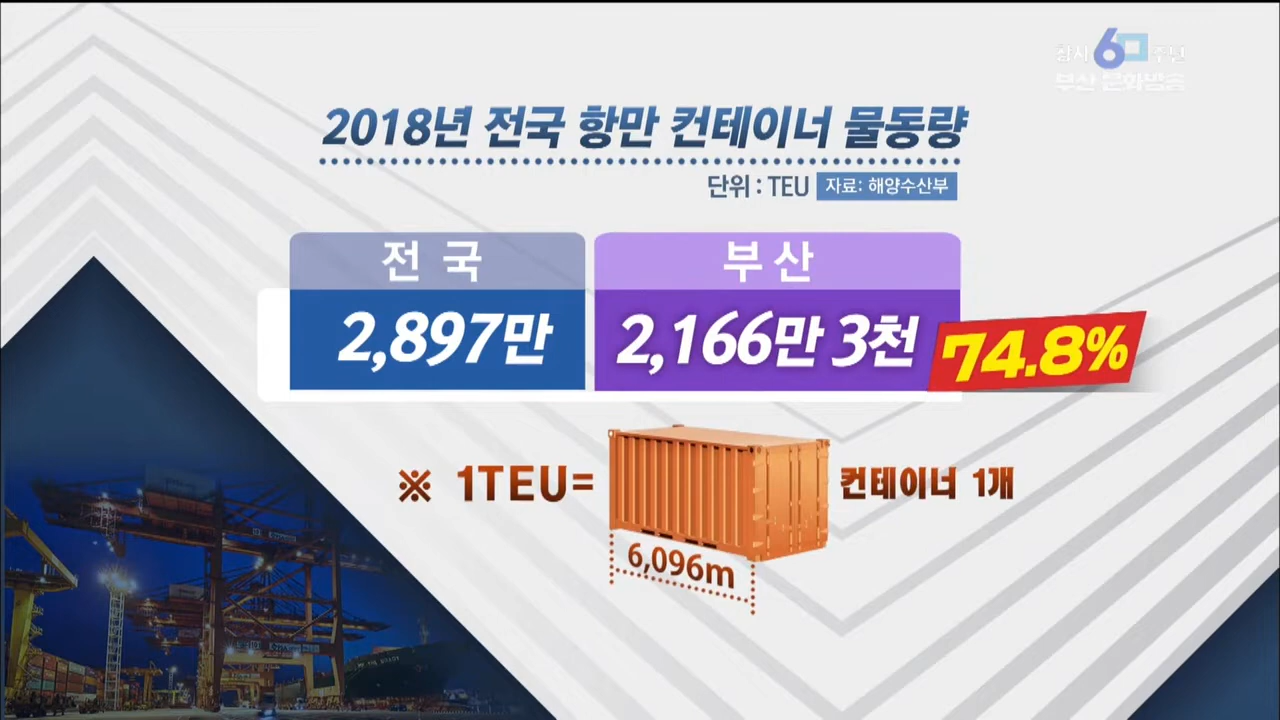 창사 60 주년
부산 문화방송
2018년 전국 항만 컨테이너 물동량
단위 : TEU 자료: 해양수산부
전 국 부 산
2,897만 2,166만 3천 74.8%
※ 1TEU= 컨테이너 1개
6,096m